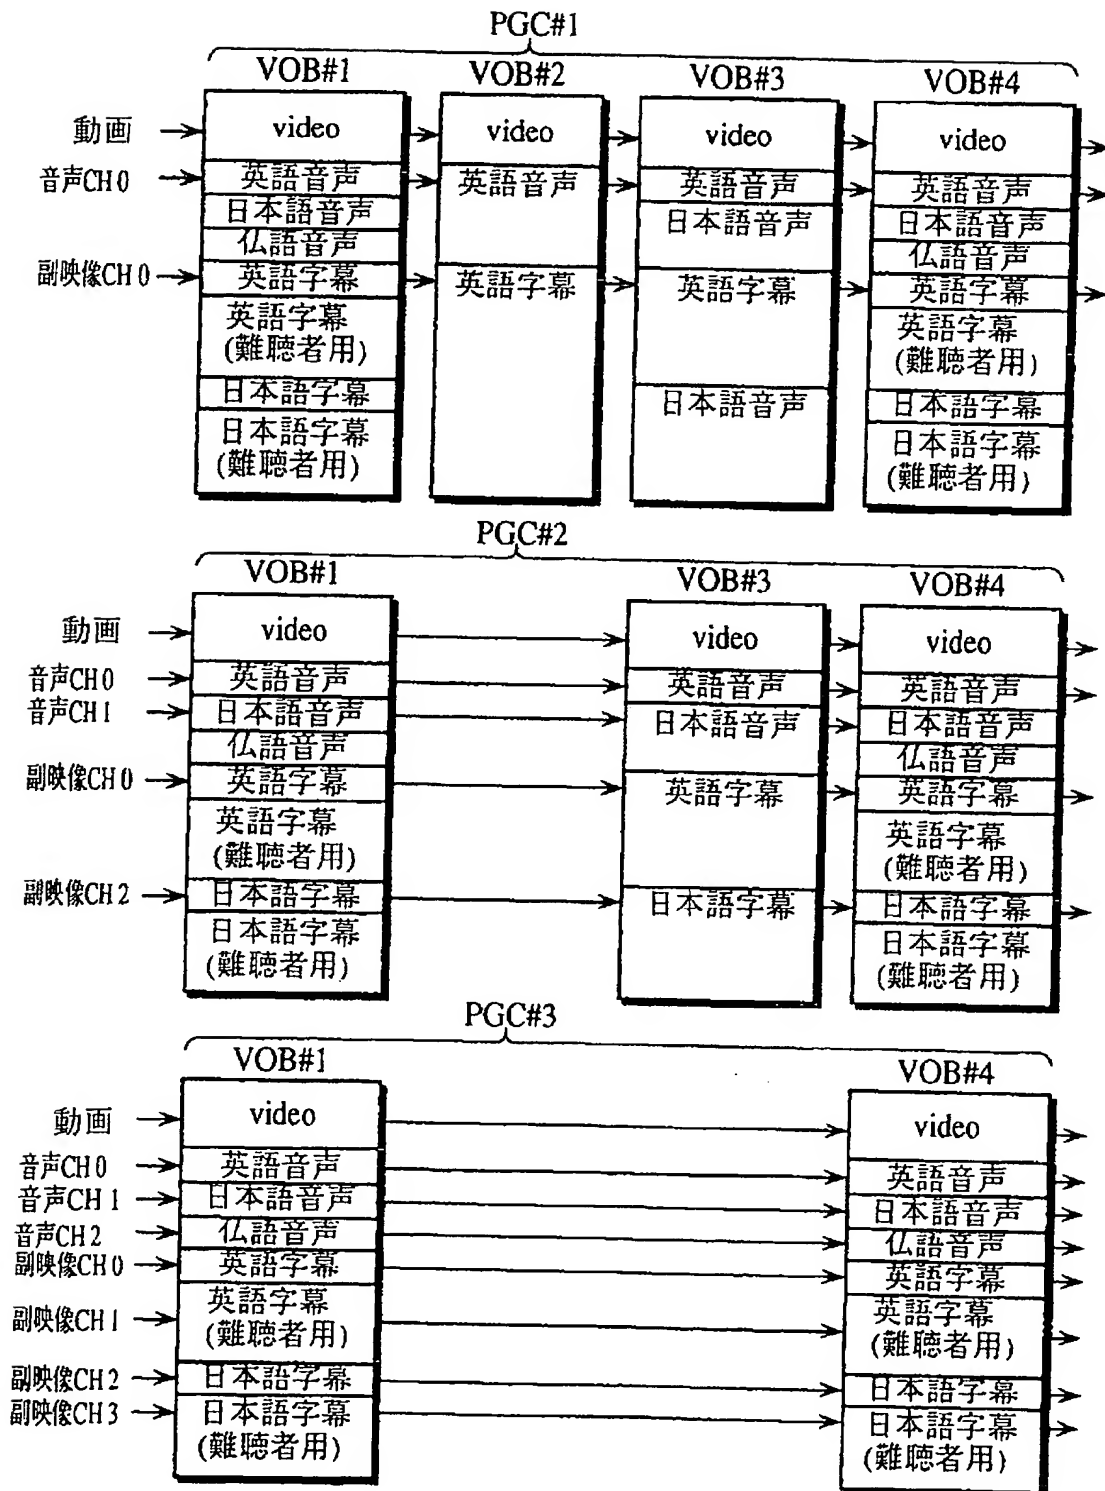 PGC#1
VOB#1 VOB#2 VOB#3 VOB#4
動画 video video video video
音声CH0 英語音声 英語音声 英語音声 英語音声
日本語音声 日本語音声 日本語音声
仏語音声 仏語音声
副映像CH0 英語字幕 英語字幕 英語字幕 英語字幕
英語字幕 英語字幕
(難聴者用) (難聴者用)
日本語字幕 日本語音声 日本語字幕
日本語字幕 日本語字幕
(難聴者用) (難聴者用)
PGC#2
VOB#1 VOB#3 VOB#4
動画 video video video
音声CH0 英語音声 英語音声 英語音声
音声CH1 日本語音声 日本語音声 日本語音声
仏語音声 仏語音声
副映像CH0 英語字幕 英語字幕 英語字幕
英語字幕 英語字幕
(難聴者用) (難聴者用)
副映像CH2 日本語字幕 日本語字幕 日本語字幕
日本語字幕 日本語字幕
(難聴者用) (難聴者用)
PGC#3
VOB#1 VOB#4
動画 video video
音声CH0 英語音声 英語音声
音声CH1 日本語音声 日本語音声
音声CH2 仏語音声 仏語音声
副映像CH0 英語字幕 英語字幕
副映像CH1 英語字幕 英語字幕
(難聴者用) (難聴者用)
副映像CH2 日本語字幕 日本語字幕
副映像CH3 日本語字幕 日本語字幕
(難聴者用) (難聴者用)